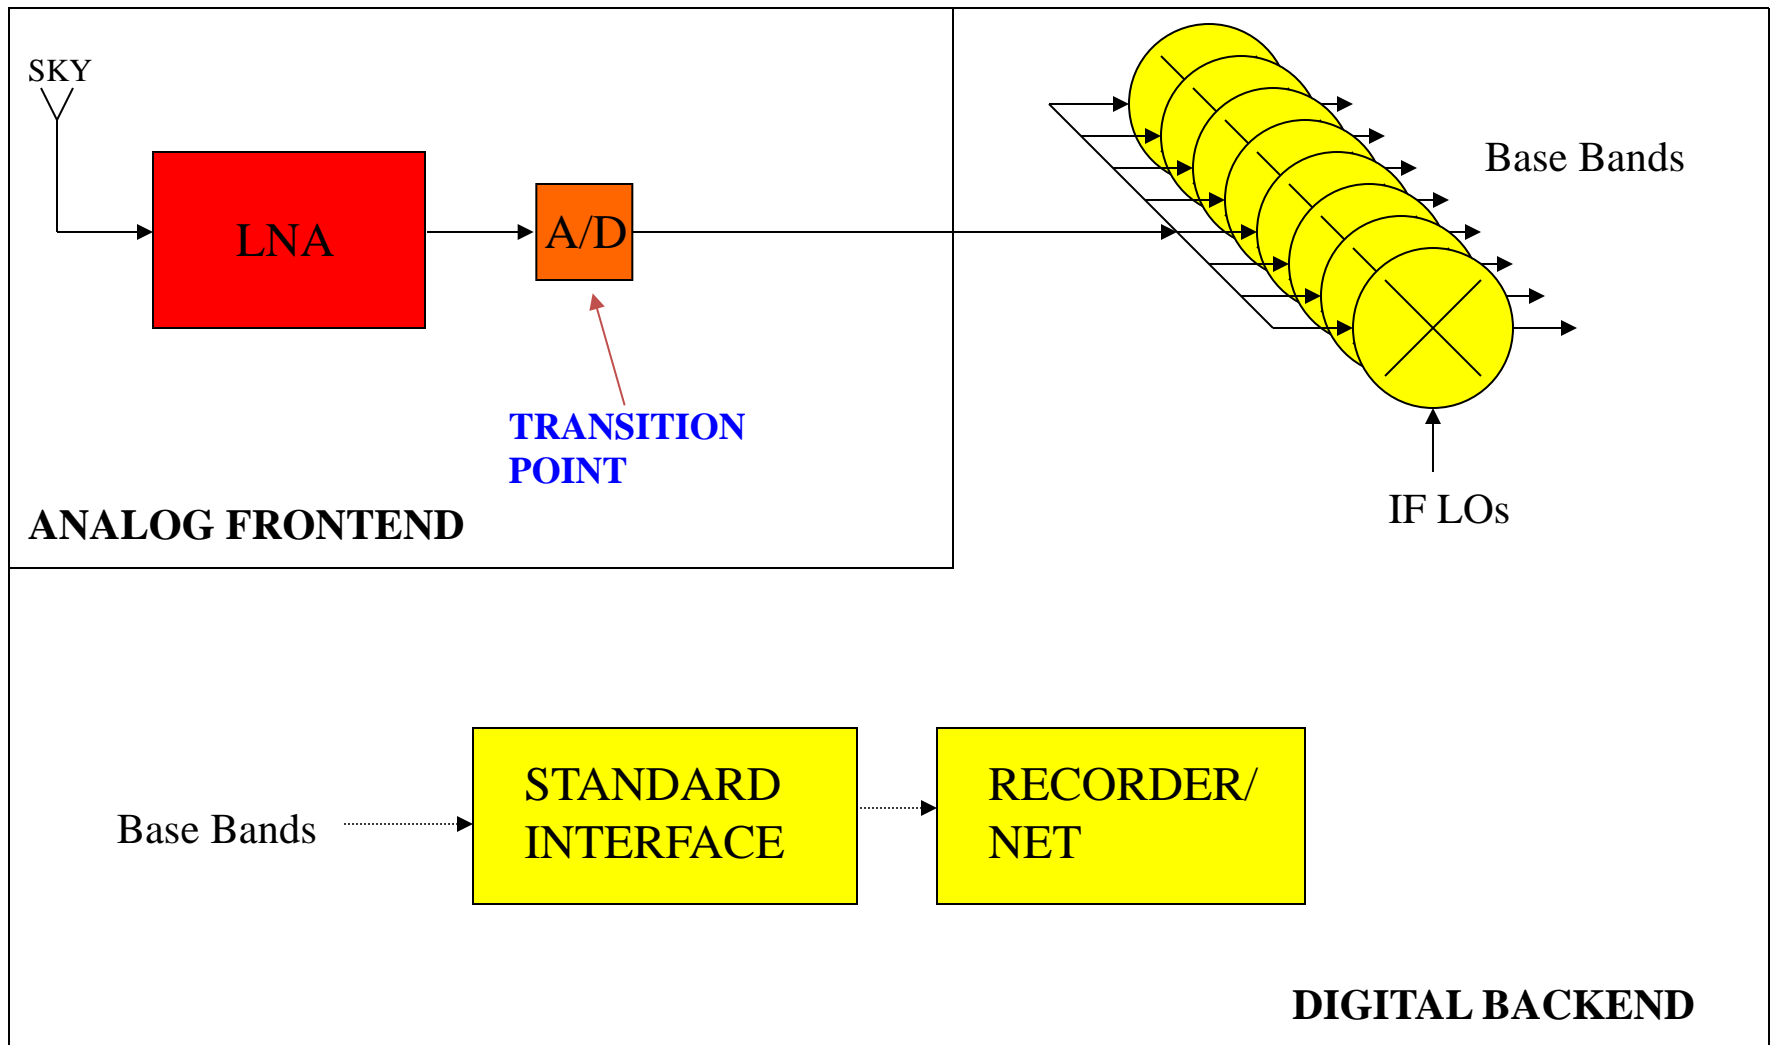 SKY
LNA
A/D
Base Bands
TRANSITION
POINT
IF LOs
ANALOG FRONTEND
STANDARD
INTERFACE
RECORDER/
NET
Base Bands
DIGITAL BACKEND